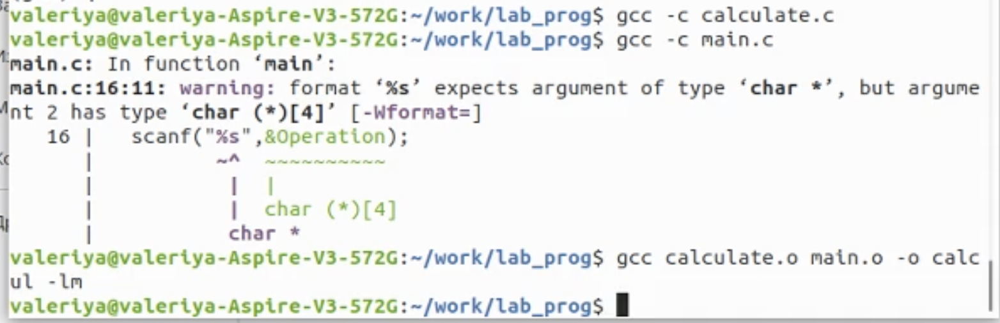 valeriya@valeriya-Aspire-V3-572G:~/work/lab_prog$ gcc -c calculate.c
valeriya@valeriya-Aspire-V3-572G:~/work/lab_prog$ gcc -c main.c
main.c: In function ‘main’:
main.c:16:11: warning: format ‘%s’ expects argument of type ‘char *’, but argume
nt 2 has type ‘char (*)[4]’ [-Wformat=]
   16 |   scanf("%s",&Operation);
      |          ~^  ~~~~~~~~~~
      |           |  |
      |           |  char (*)[4]
      |           char *
valeriya@valeriya-Aspire-V3-572G:~/work/lab_prog$ gcc calculate.o main.o -o calc
ul -lm
valeriya@valeriya-Aspire-V3-572G:~/work/lab_prog$